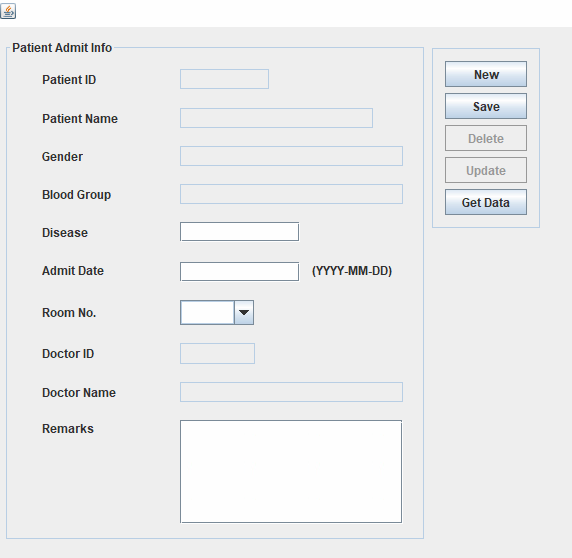 Patient Admit Info
Patient ID
Patient Name
Gender
Blood Group
Disease
Admit Date (YYYY-MM-DD)
Room No.
Doctor ID
Doctor Name
Remarks
New
Save
Delete
Update
Get Data